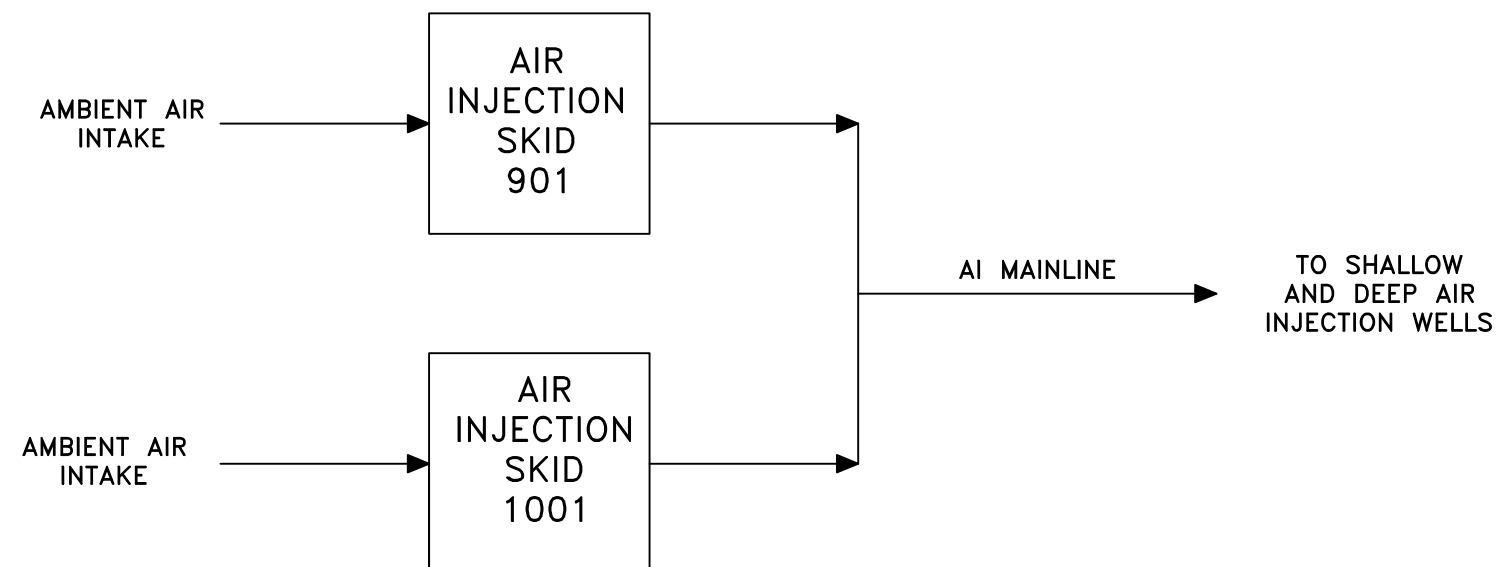 AMBIENT AIR
INTAKE
AIR
INJECTION
SKID
901
AI MAINLINE
TO SHALLOW
AND DEEP AIR
INJECTION WELLS
AMBIENT AIR
INTAKE
AIR
INJECTION
SKID
1001